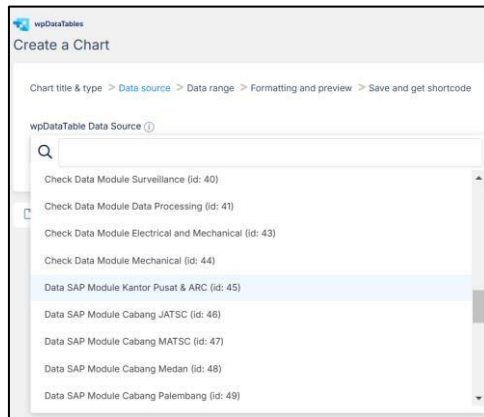 wpDataTables
Create a Chart
Chart title & type > Data source > Data range > Formatting and preview > Save and get shortcode
wpDataTable Data Source
Check Data Module Surveillance (id: 40)
Check Data Module Data Processing (id: 41)
Check Data Module Electrical and Mechanical (id: 43)
Check Data Module Mechanical (id: 44)
Data SAP Module Kantor Pusat & ARC (id: 45)
Data SAP Module Cabang JATSC (id: 46)
Data SAP Module Cabang MATSC (id: 47)
Data SAP Module Cabang Medan (id: 48)
Data SAP Module Cabang Palembang (id: 49)